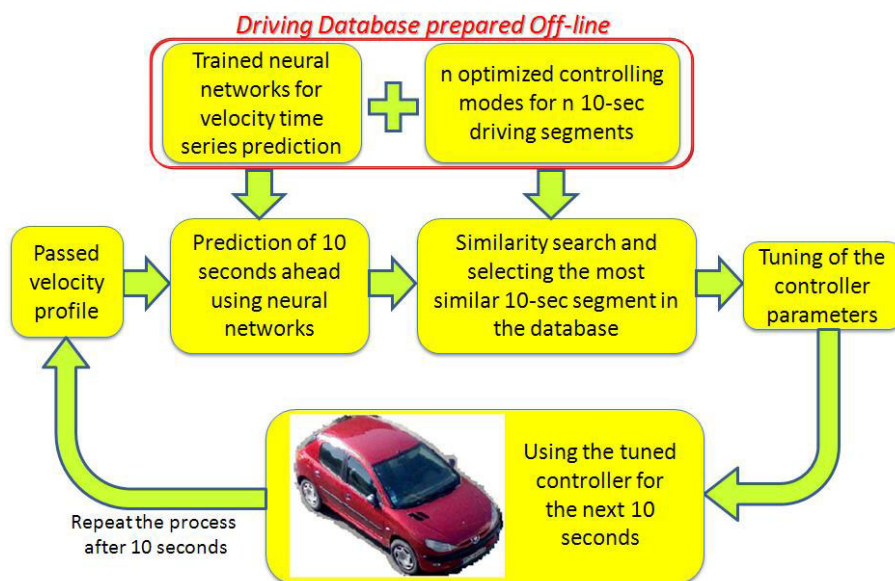 Driving Database prepared Off-line
Trained neural
networks for
velocity time
series prediction
n optimized controlling
modes for n 10-sec
driving segments
Passed
velocity
profile
Prediction of 10
seconds ahead
using neural
networks
Similarity search and
selecting the most
similar 10-sec segment in
the database
Tuning of the
controller
parameters
Using the tuned
controller for
the next 10
seconds
Repeat the process
after 10 seconds